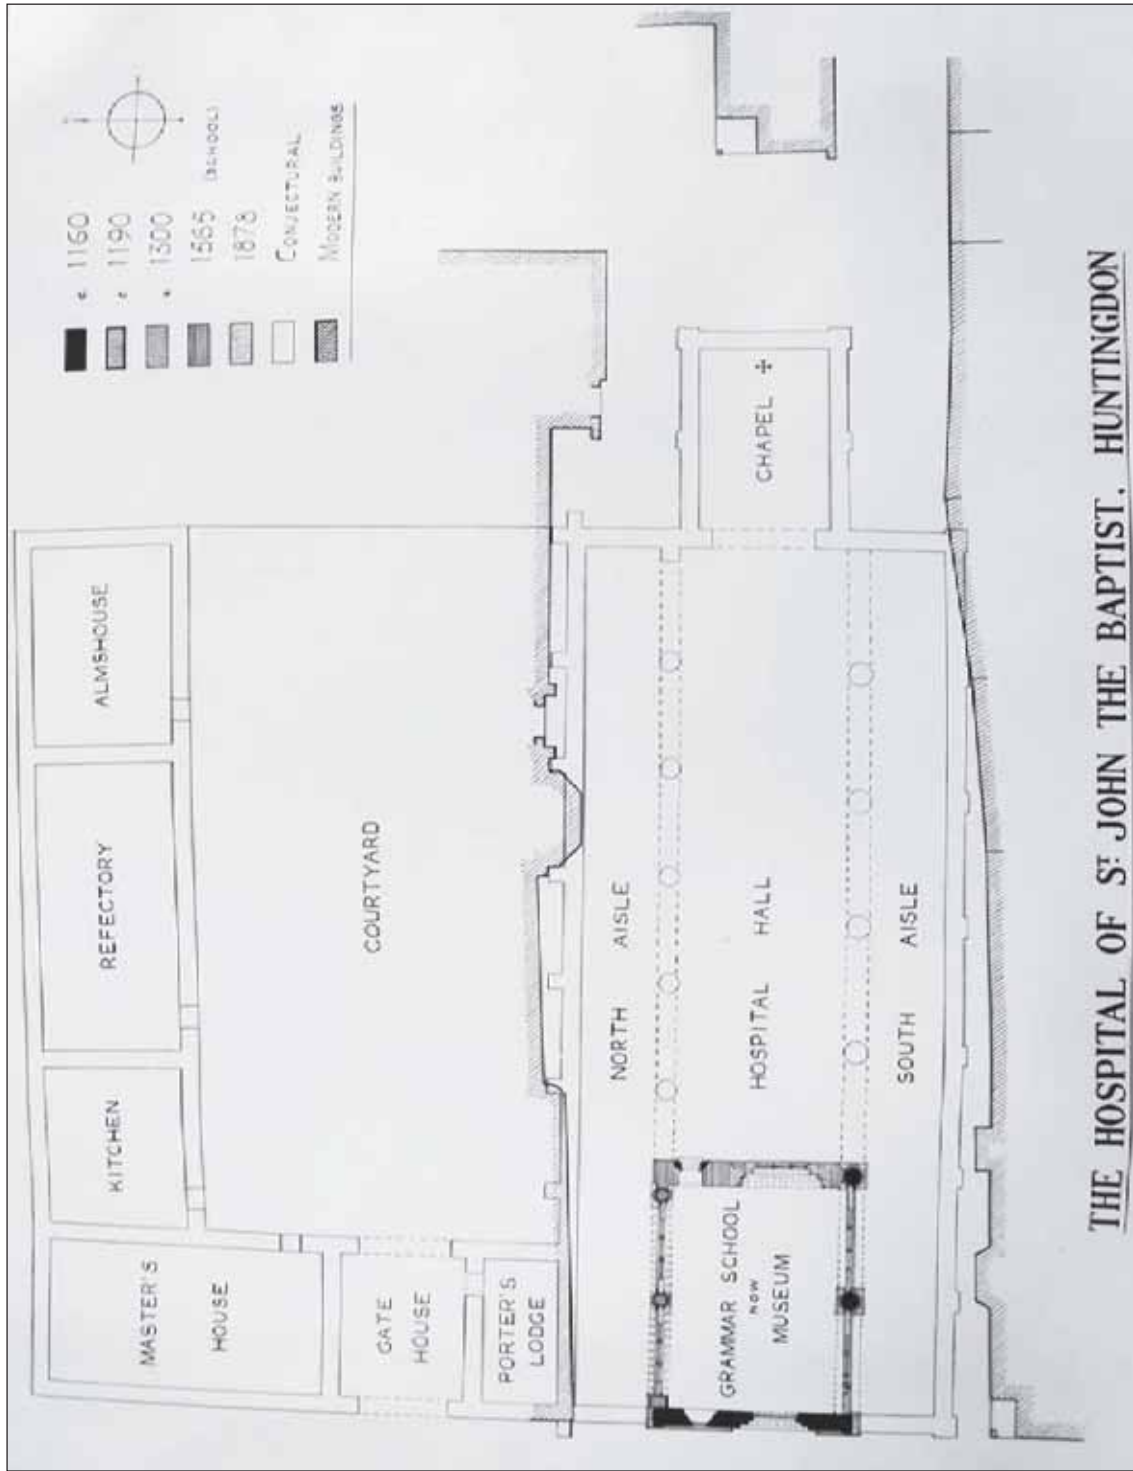 c. 1160
c 1190
c. 1300
1565 (SCHOOL)
1878
CONJECTURAL
MODERN BUILDINGS
MASTER'S
HOUSE
KITCHEN
REFECTORY
ALMSHOUSE
GATE
HOUSE
PORTER'S
LODGE
COURTYARD
NORTH AISLE
HOSPITAL HALL
CHAPEL
GRAMMAR SCHOOL
NOW
MUSEUM
SOUTH AISLE
THE HOSPITAL OF ST JOHN THE BAPTIST. HUNTINGDON